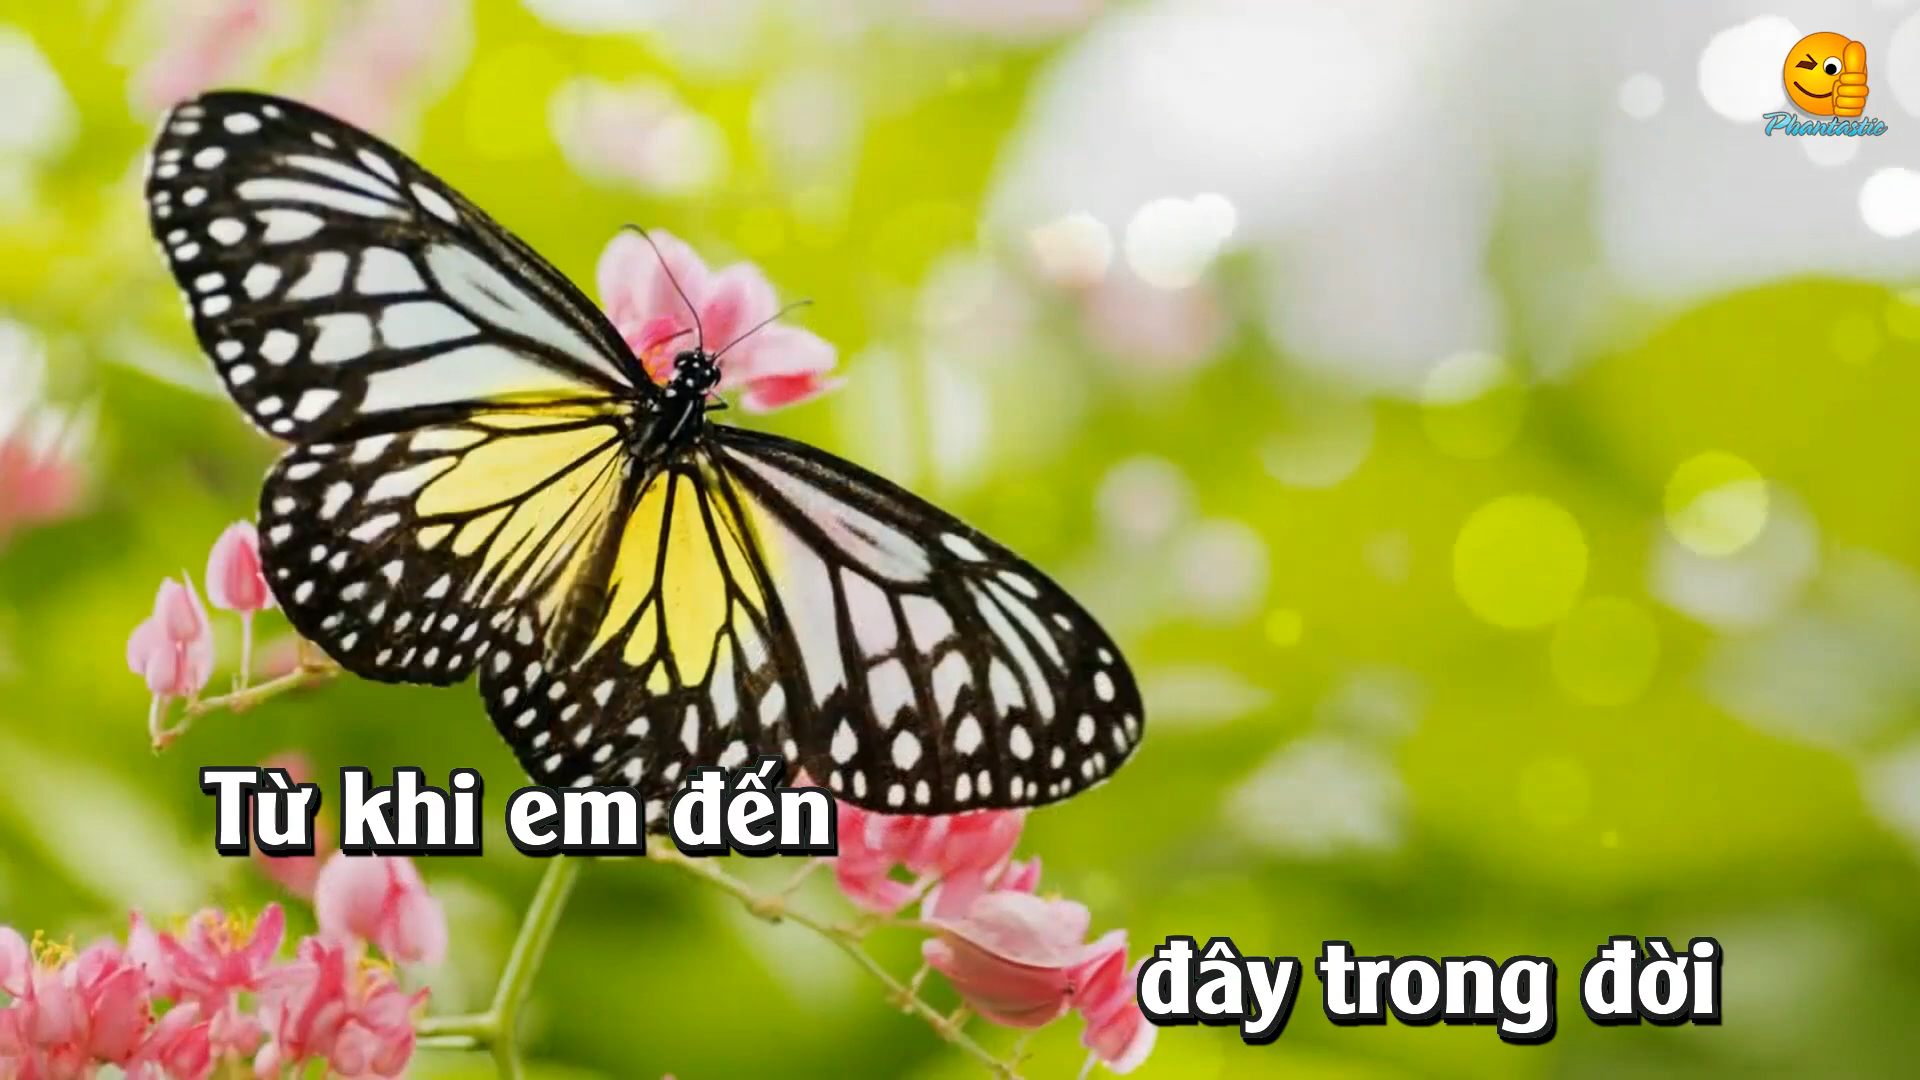 Phantastic
Từ khi em đến
đây trong đời